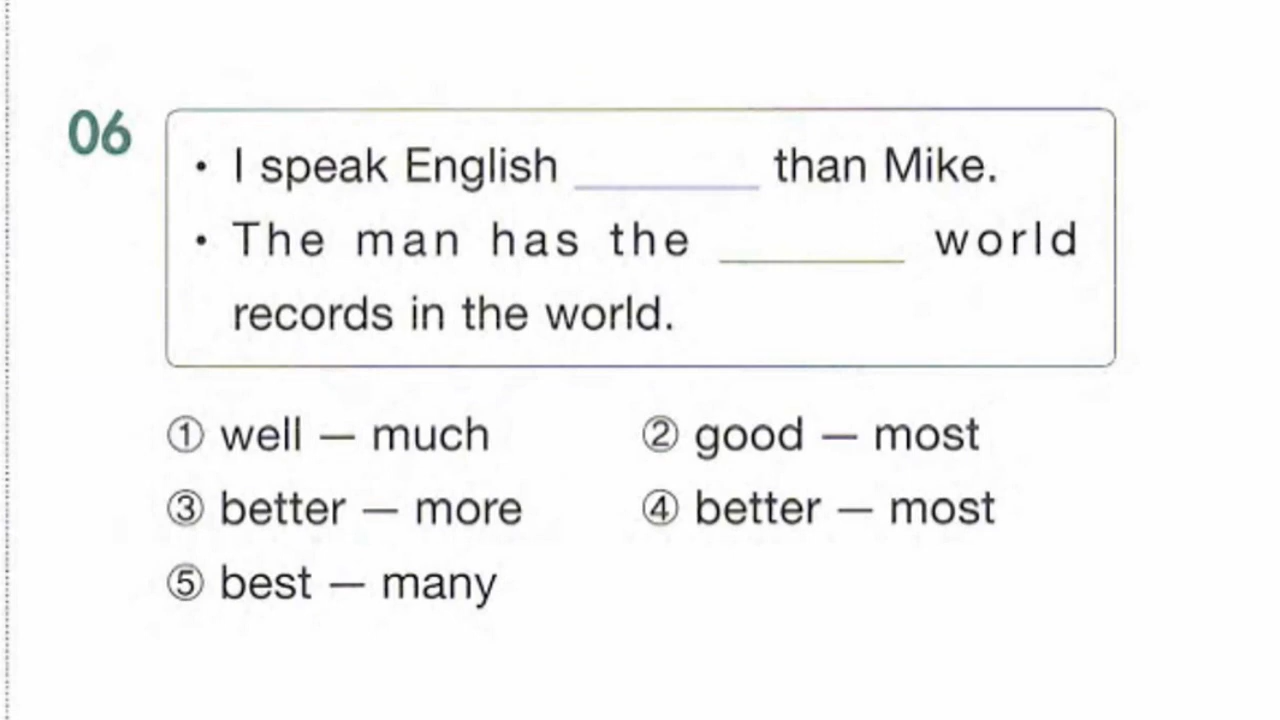 06
• I speak English ________ than Mike.
• The man has the ________ world
records in the world.
① well — much ② good — most
③ better — more ④ better — most
⑤ best — many